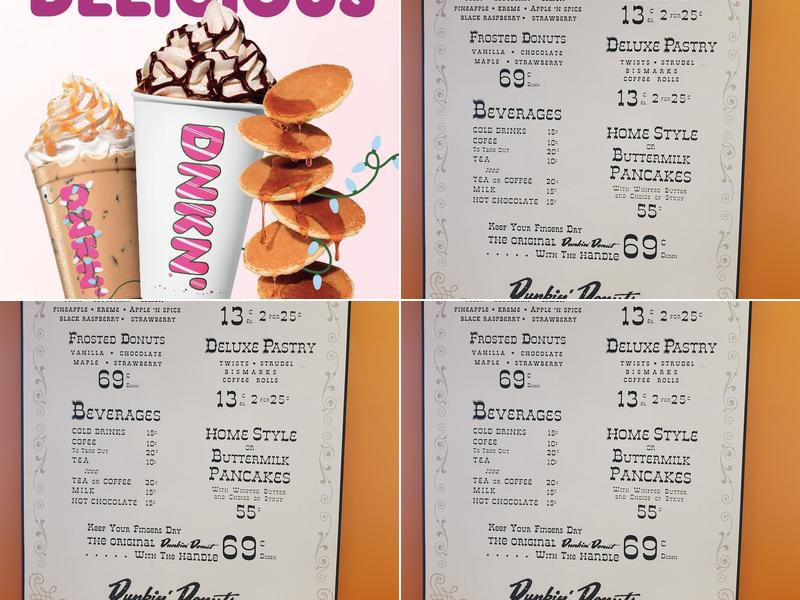 DELICIOUS
DNKN'
PINEAPPLE • KREME • APPLE 'N SPICE
BLACK RASPBERRY • STRAWBERRY
13¢ Ea. 2 FOR 25¢
FROSTED DONUTS
VANILLA • CHOCOLATE
MAPLE • STRAWBERRY
69¢ Dozen
DELUXE PASTRY
TWISTS • STRUDEL
BISMARKS
COFFEE ROLLS
13¢ Ea. 2 FOR 25¢
BEVERAGES
COLD DRINKS 15¢
COFEE 10¢
To Take Out 20¢
TEA 10¢
Iced
TEA OR COFFEE 20¢
MILK 15¢
HOT CHOCOLATE 15¢
HOME STYLE
OR
BUTTERMILK
PANCAKES
With Whipped Butter
and Choice of Syrup
55¢
Keep Your Fingers Dry
THE ORIGINAL Dunkin' Donut
..... With The Handle 69¢ Dozen
Dunkin' Donuts
PINEAPPLE • KREME • APPLE 'N SPICE
BLACK RASPBERRY • STRAWBERRY
13¢ Ea. 2 FOR 25¢
FROSTED DONUTS
VANILLA • CHOCOLATE
MAPLE • STRAWBERRY
69¢ Dozen
DELUXE PASTRY
TWISTS • STRUDEL
BISMARKS
COFFEE ROLLS
13¢ Ea. 2 FOR 25¢
BEVERAGES
COLD DRINKS 15¢
COFEE 10¢
To Take Out 20¢
TEA 10¢
Iced
TEA OR COFFEE 20¢
MILK 15¢
HOT CHOCOLATE 15¢
HOME STYLE
OR
BUTTERMILK
PANCAKES
With Whipped Butter
and Choice of Syrup
55¢
Keep Your Fingers Dry
THE ORIGINAL Dunkin' Donut
..... With The Handle 69¢ Dozen
Dunkin' Donuts
PINEAPPLE • KREME • APPLE 'N SPICE
BLACK RASPBERRY • STRAWBERRY
13¢ Ea. 2 FOR 25¢
FROSTED DONUTS
VANILLA • CHOCOLATE
MAPLE • STRAWBERRY
69¢ Dozen
DELUXE PASTRY
TWISTS • STRUDEL
BISMARKS
COFFEE ROLLS
13¢ Ea. 2 FOR 25¢
BEVERAGES
COLD DRINKS 15¢
COFEE 10¢
To Take Out 20¢
TEA 10¢
Iced
TEA OR COFFEE 20¢
MILK 15¢
HOT CHOCOLATE 15¢
HOME STYLE
OR
BUTTERMILK
PANCAKES
With Whipped Butter
and Choice of Syrup
55¢
Keep Your Fingers Dry
THE ORIGINAL Dunkin' Donut
..... With The Handle 69¢ Dozen
Dunkin' Donuts